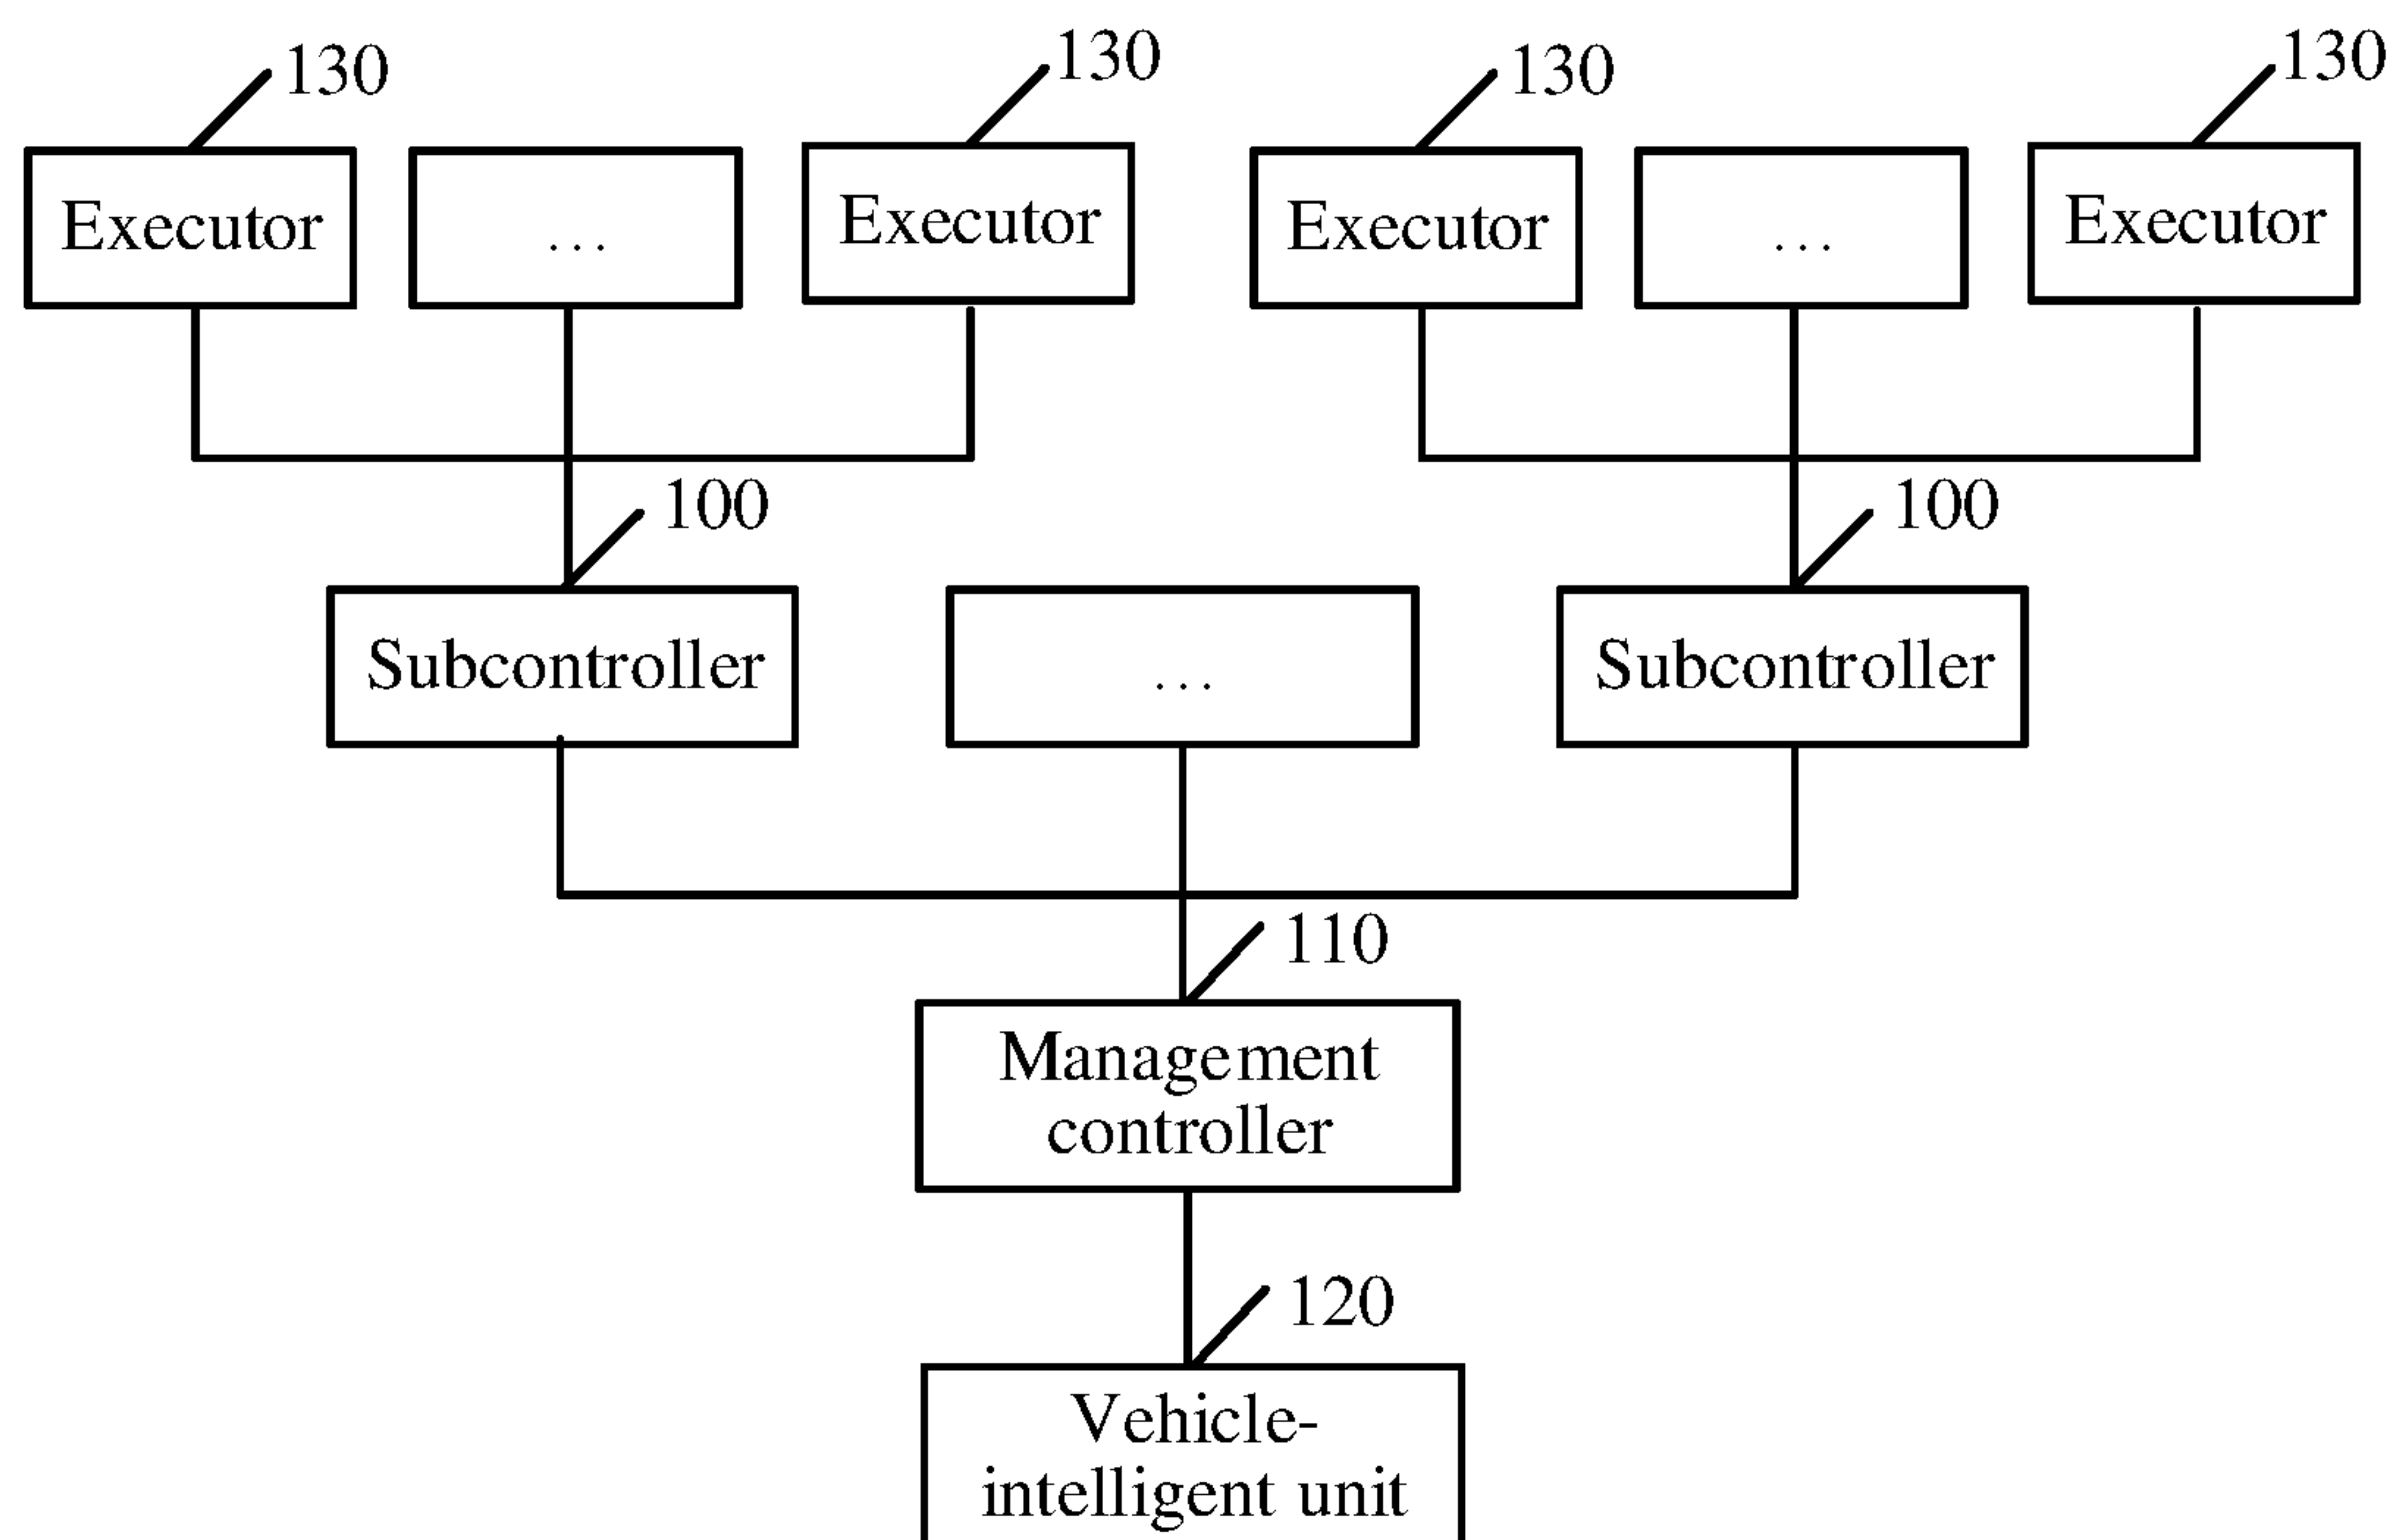 130
130
130
130
Executor
…
Executor
Executor
…
Executor
100
100
Subcontroller
…
Subcontroller
110
Management
controller
120
Vehicle-
intelligent unit